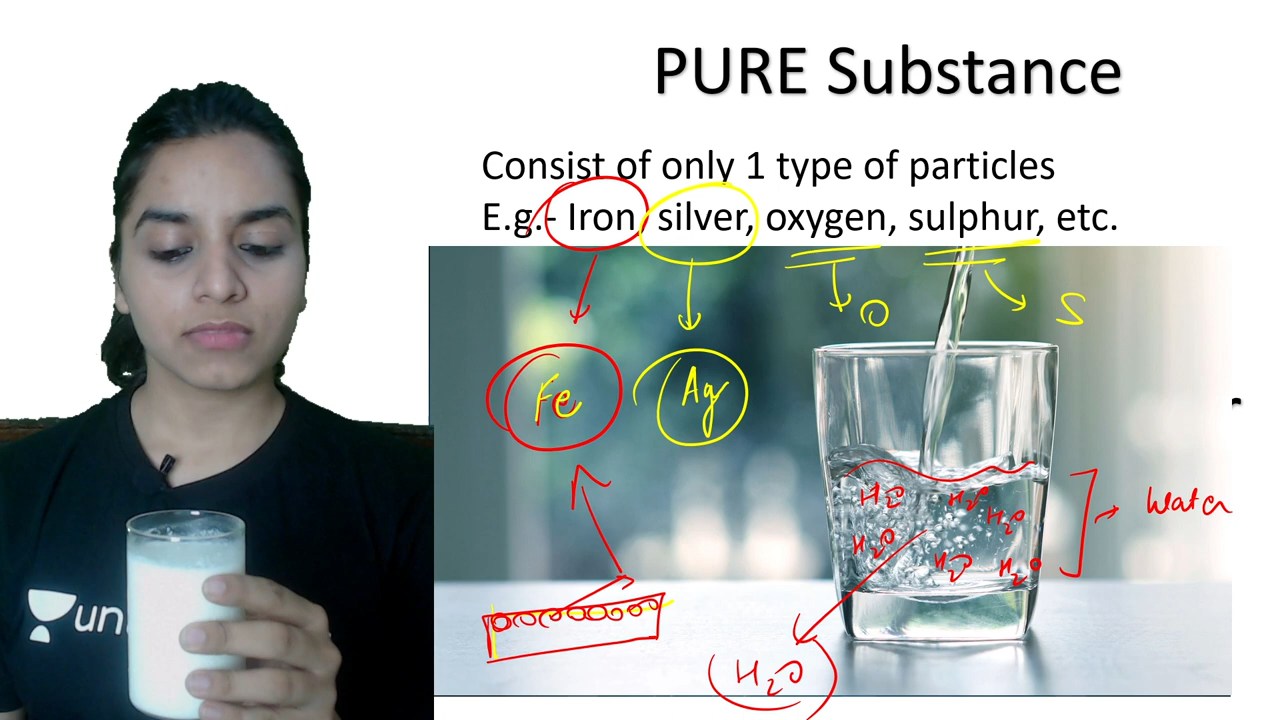 PURE Substance
Consist of only 1 type of particles
E.g.- Iron, silver, oxygen, sulphur, etc.
O
S
Fe
Ag
H₂O H₂O
H₂O
H₂O
H₂O H₂O
Water
H₂O
un